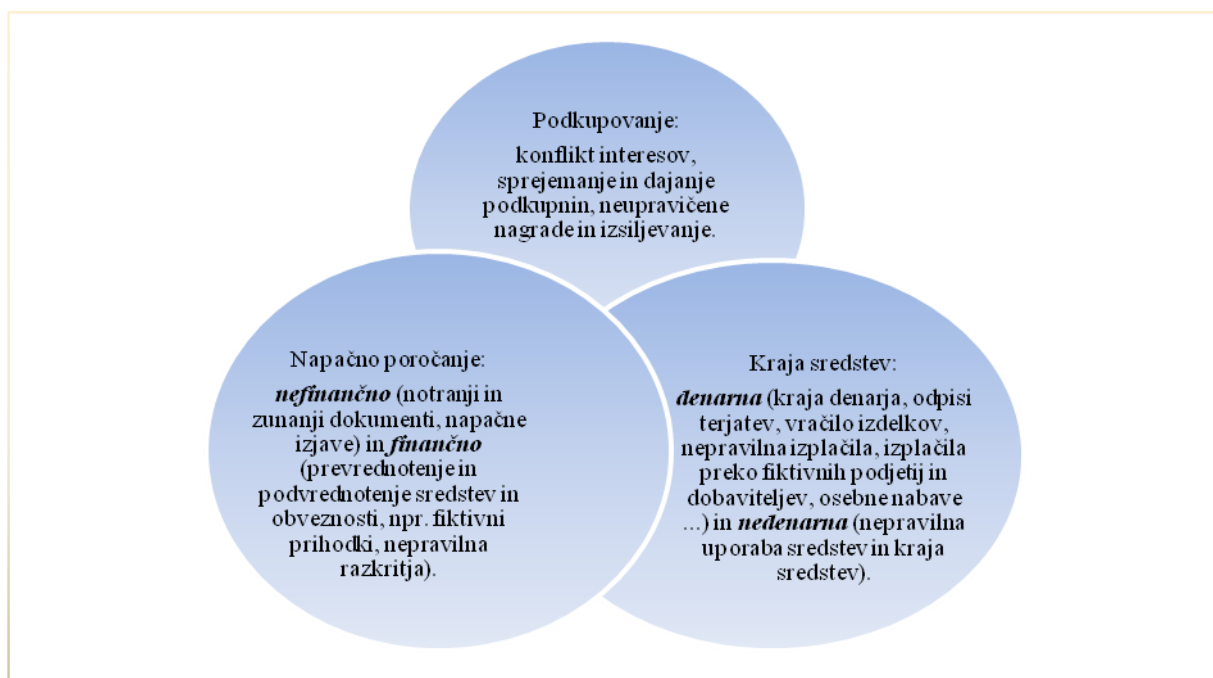 Podkupovanje:
konflikt interesov,
sprejemanje in dajanje
podkupnin, neupravičene
nagrade in izsiljevanje.
Napačno poročanje:
nefinančno (notranji in
zunanji dokumenti, napačne
izjave) in finančno
(prevrednotenje in
podvrednotenje sredstev in
obveznosti, npr. fiktivni
prihodki, nepravilna
razkritja).
Kraja sredstev:
denarna (kraja denarja, odpisi
terjatev, vračilo izdelkov,
nepravilna izplačila, izplačila
preko fiktivnih podjetij in
dobaviteljev, osebne nabave
...) in nedenarna (nepravilna
uporaba sredstev in kraja
sredstev).